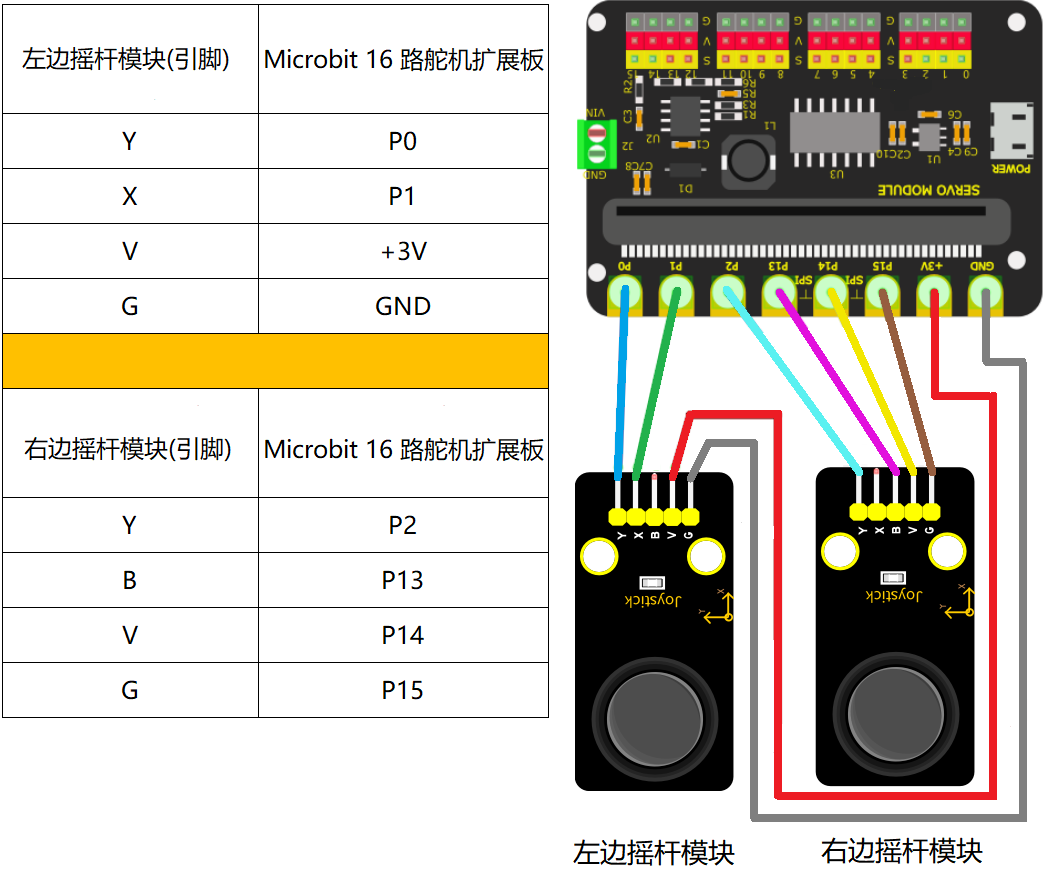 左边摇杆模块(引脚) Microbit 16 路舵机扩展板
Y P0
X P1
V +3V
G GND
右边摇杆模块(引脚) Microbit 16 路舵机扩展板
Y P2
B P13
V P14
G P15
G G G G
V V V V
S S S S
15 14 13 12 11 10 9 8 7 6 5 4 3 2 1 0
R2
R6
R5
R3
R1
C3
VIN
U2
L1
C6
J2
C1
C2C10
U1
C9C4
GND
C7C8
D1
U3
POWER
SERVO MODULE
P0 P1 P2 P13 P14 P15 +3V GND
SPI SPI
Y X B V G
Joystick
X
Y
Y X B V G
Joystick
X
Y
左边摇杆模块
右边摇杆模块